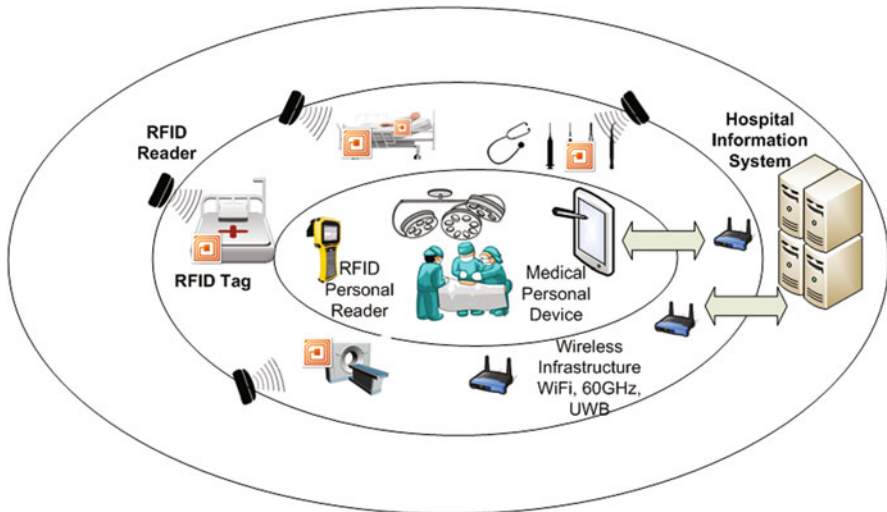 RFID
Reader
Hospital
Information
System
RFID Tag
RFID
Personal
Reader
Medical
Personal
Device
Wireless
Infrastructure
WiFi, 60GHz,
UWB